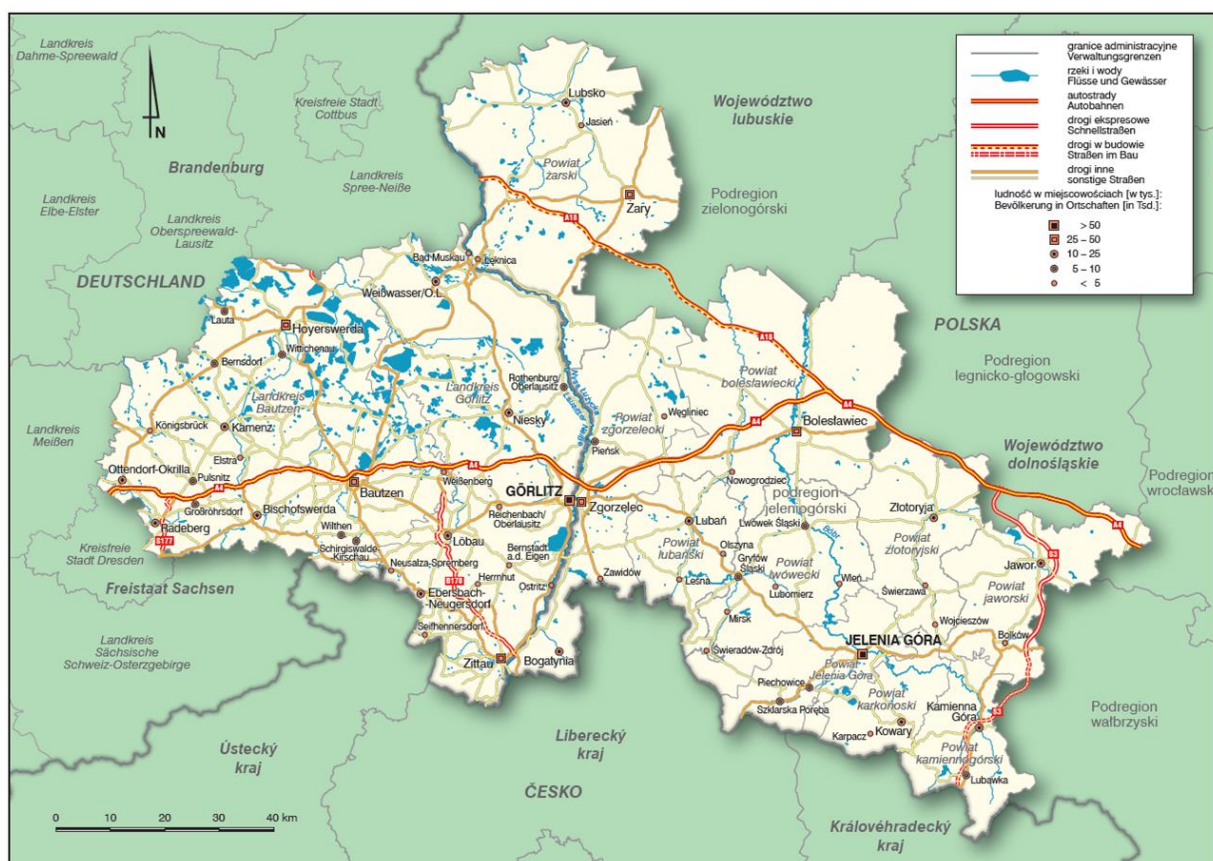 Landkreis
Dahme-Spreewald
Kreisfreie Stadt
Cottbus
Brandenburg
Landkreis
Spree-Neiße
Landkreis
Elbe-Elster
Landkreis
Oberspreewald-
Lausitz
DEUTSCHLAND
Landkreis
Meißen
Kreisfreie
Stadt Dresden
Freistaat Sachsen
Landkreis
Sächsische
Schweiz-Osterzgebirge
Ústecký
kraj
Liberecký
kraj
ČESKO
Královéhradecký
kraj
N
0 10 20 30 40 km
Województwo
lubuskie
Podregion
zielonogórski
POLSKA
Podregion
legnicko-głogowski
Województwo
dolnośląskie
Podregion
wrocławski
Podregion
wałbrzyski
granice administracyjne
Verwaltungsgrenzen
rzeki i wody
Flüsse und Gewässer
autostrady
Autobahnen
drogi ekspresowe
Schnellstraßen
drogi w budowie
Straßen im Bau
drogi inne
sonstige Straßen
ludność w miejscowościach [w tys.]:
Bevölkerung in Ortschaften [in Tsd.]:
> 50
25 – 50
10 – 25
5 – 10
< 5
Lubsko
Jasień
Powiat
żarski
Żary
A18
Bad Muskau
Łęknica
Weißwasser/O.L.
Lauta
Hoyerswerda
Wittichenau
Bernsdorf
Landkreis
Bautzen
Landkreis
Görlitz
Rothenburg/
Oberlausitz
Niesky
Königsbrück
Kamenz
Elstra
Ottendorf-Okrilla
Pulsnitz
A4
Großröhrsdorf
Radeberg
S177
Bischofswerda
Bautzen
A4
Weißenberg
GÖRLITZ
Zgorzelec
Reichenbach/
Oberlausitz
Wilthen
Schirgiswalde-
Kirschau
Löbau
Bernstadt
a.d. Eigen
Neusalza-Spremberg
Herrnhut
B178
Ostritz
Ebersbach-
Neugersdorf
Seifhennersdorf
Zittau
Bogatynia
Zawidów
Powiat
zgorzelecki
Pieńsk
Węgliniec
A18
Powiat
bolesławiecki
A4
A4
Bolesławiec
Nowogrodziec
podregion
jeleniogórski
Lubań
Lwówek Śląski
Bóbr
Złotoryja
Powiat
złotoryjski
Powiat
lubański
Olszyna
Gryfów
Śląski
Powiat
lwówecki
Leśna
Lubomierz
Wleń
Świerzawa
Mirsk
Wojcieszów
Świeradów-Zdrój
JELENIA GÓRA
Powiat
Jelenia Góra
Piechowice
Szklarska Poręba
Powiat
karkonoski
Karpacz
Kowary
Kamienna
Góra
S3
Powiat
kamiennogórski
Lubawka
A4
S3
Jawor
Powiat
jaworski
Bolków